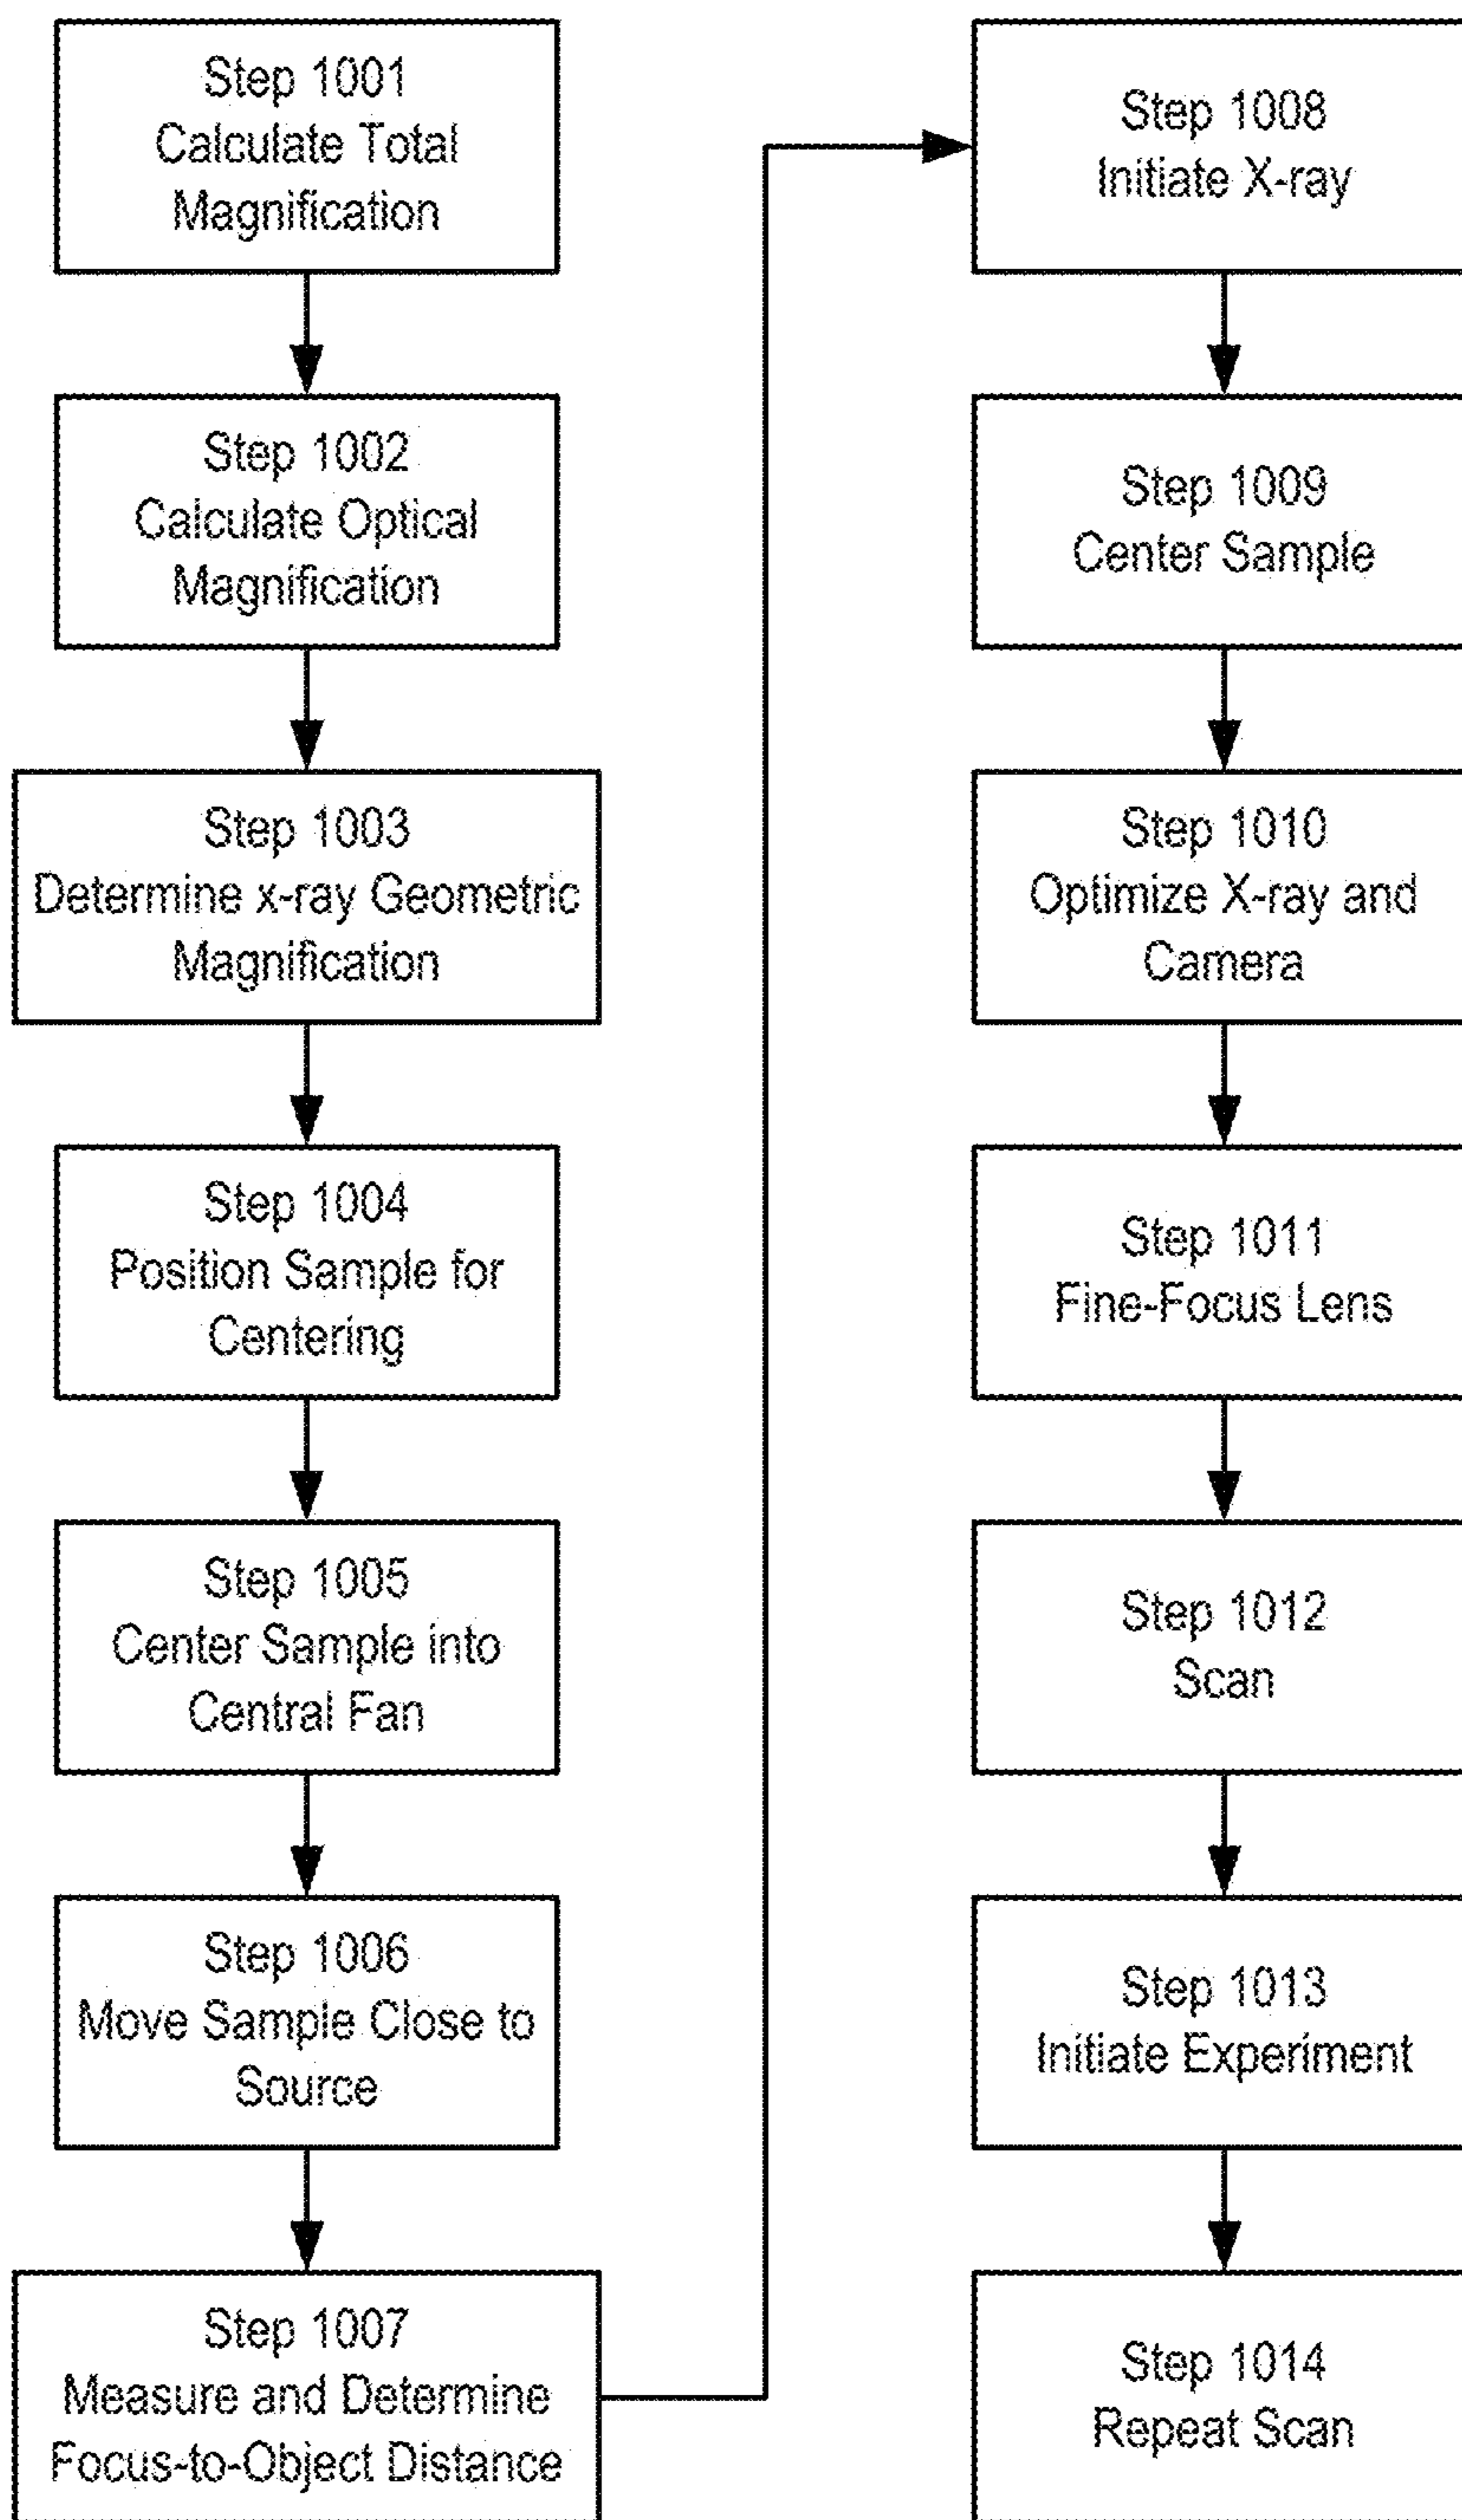 Step 1001
Calculate Total
Magnification
Step 1002
Calculate Optical
Magnification
Step 1003
Determine x-ray Geometric
Magnification
Step 1004
Position Sample for
Centering
Step 1005
Center Sample into
Central Fan
Step 1006
Move Sample Close to
Source
Step 1007
Measure and Determine
Focus-to-Object Distance
Step 1008
Initiate X-ray
Step 1009
Center Sample
Step 1010
Optimize X-ray and
Camera
Step 1011
Fine-Focus Lens
Step 1012
Scan
Step 1013
Initiate Experiment
Step 1014
Repeat Scan